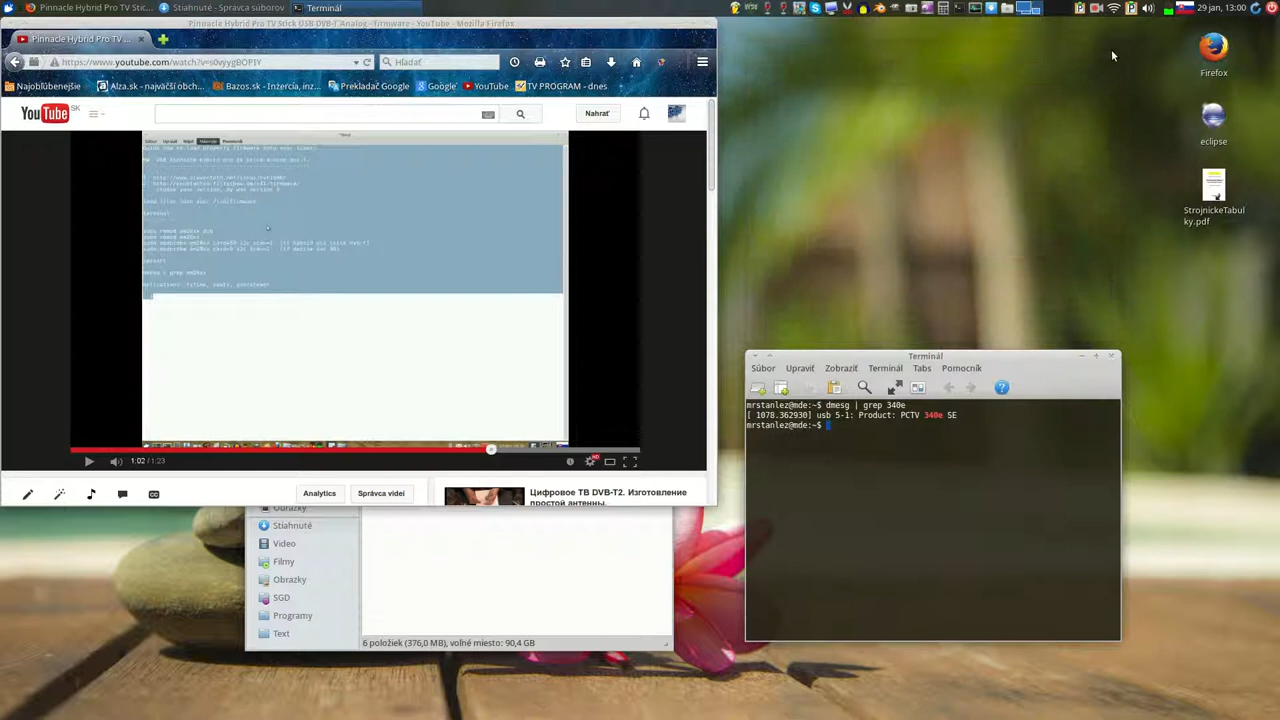 Pinnacle Hybrid Pro TV Stic...
Stiahnuté - Správca súborov
Terminál
29 jan, 13:00
Pinnacle Hybrid Pro TV Stick USB DVB-T Analog - firmware - YouTube - Mozilla Firefox
Pinnacle Hybrid Pro TV ...
https://www.youtube.com/watch?v=s0vyygBOPIY
Hľadať
Najobľúbenejšie
Alza.sk - najväčší obch...
Bazos.sk - Inzercia, inz...
Prekladač Google
Google
YouTube
TV PROGRAM - dnes
YouTube SK
Nahrať
1:02 / 1:23
HD
Analytics
Správca videí
Цифровое ТВ DVB-T2. Изготовление
простой антенны.
Obrázky
Stiahnuté
Video
Filmy
Obrazky
SGD
Programy
Text
6 položiek (376,0 MB), voľné miesto: 90,4 GB
Terminál
Súbor Upraviť Zobraziť Terminál Tabs Pomocník
mrstanlez@mde:~$ dmesg | grep 340e
[ 1078.362930] usb 5-1: Product: PCTV 340e SE
mrstanlez@mde:~$
Firefox
eclipse
StrojnickeTabul
ky.pdf